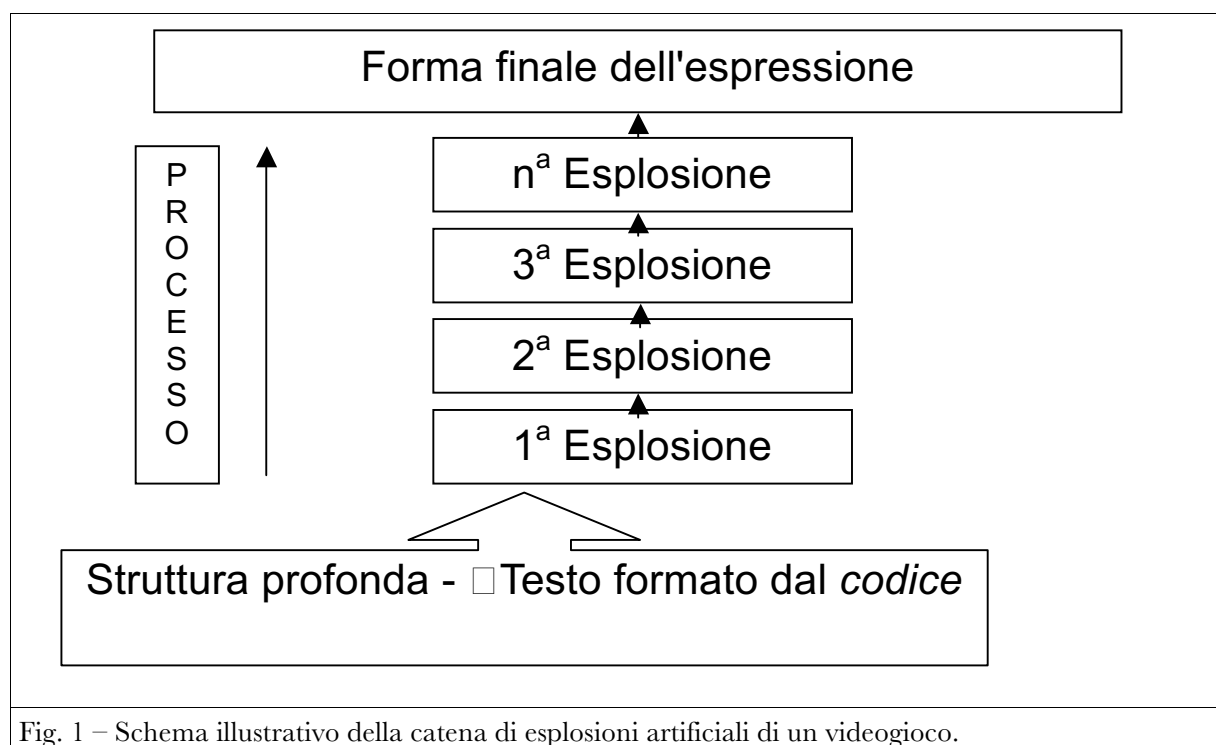 Forma finale dell'espressione
PROCESSO
nª Esplosione
3ª Esplosione
2ª Esplosione
1ª Esplosione
Struttura profonda - □Testo formato dal codice
Fig. 1 – Schema illustrativo della catena di esplosioni artificiali di un videogioco.